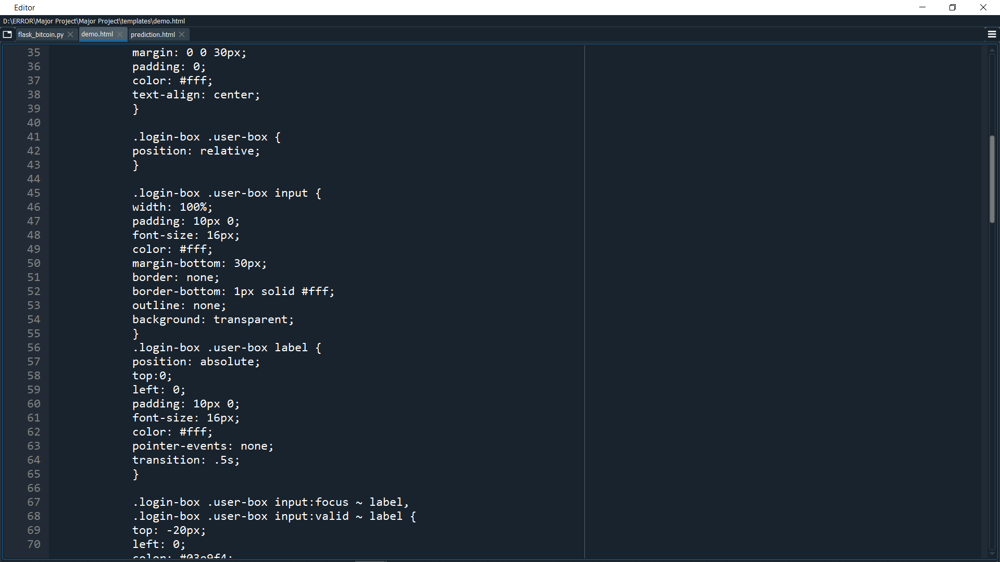 Editor
D:\ERROR\Major Project\Major Project\templates\demo.html
flask_bitcoin.py demo.html prediction.html
35 margin: 0 0 30px;
36 padding: 0;
37 color: #fff;
38 text-align: center;
39 }
40
41 .login-box .user-box {
42 position: relative;
43 }
44
45 .login-box .user-box input {
46 width: 100%;
47 padding: 10px 0;
48 font-size: 16px;
49 color: #fff;
50 margin-bottom: 30px;
51 border: none;
52 border-bottom: 1px solid #fff;
53 outline: none;
54 background: transparent;
55 }
56 .login-box .user-box label {
57 position: absolute;
58 top:0;
59 left: 0;
60 padding: 10px 0;
61 font-size: 16px;
62 color: #fff;
63 pointer-events: none;
64 transition: .5s;
65 }
66
67 .login-box .user-box input:focus ~ label,
68 .login-box .user-box input:valid ~ label {
69 top: -20px;
70 left: 0;
color: #03e9f4;